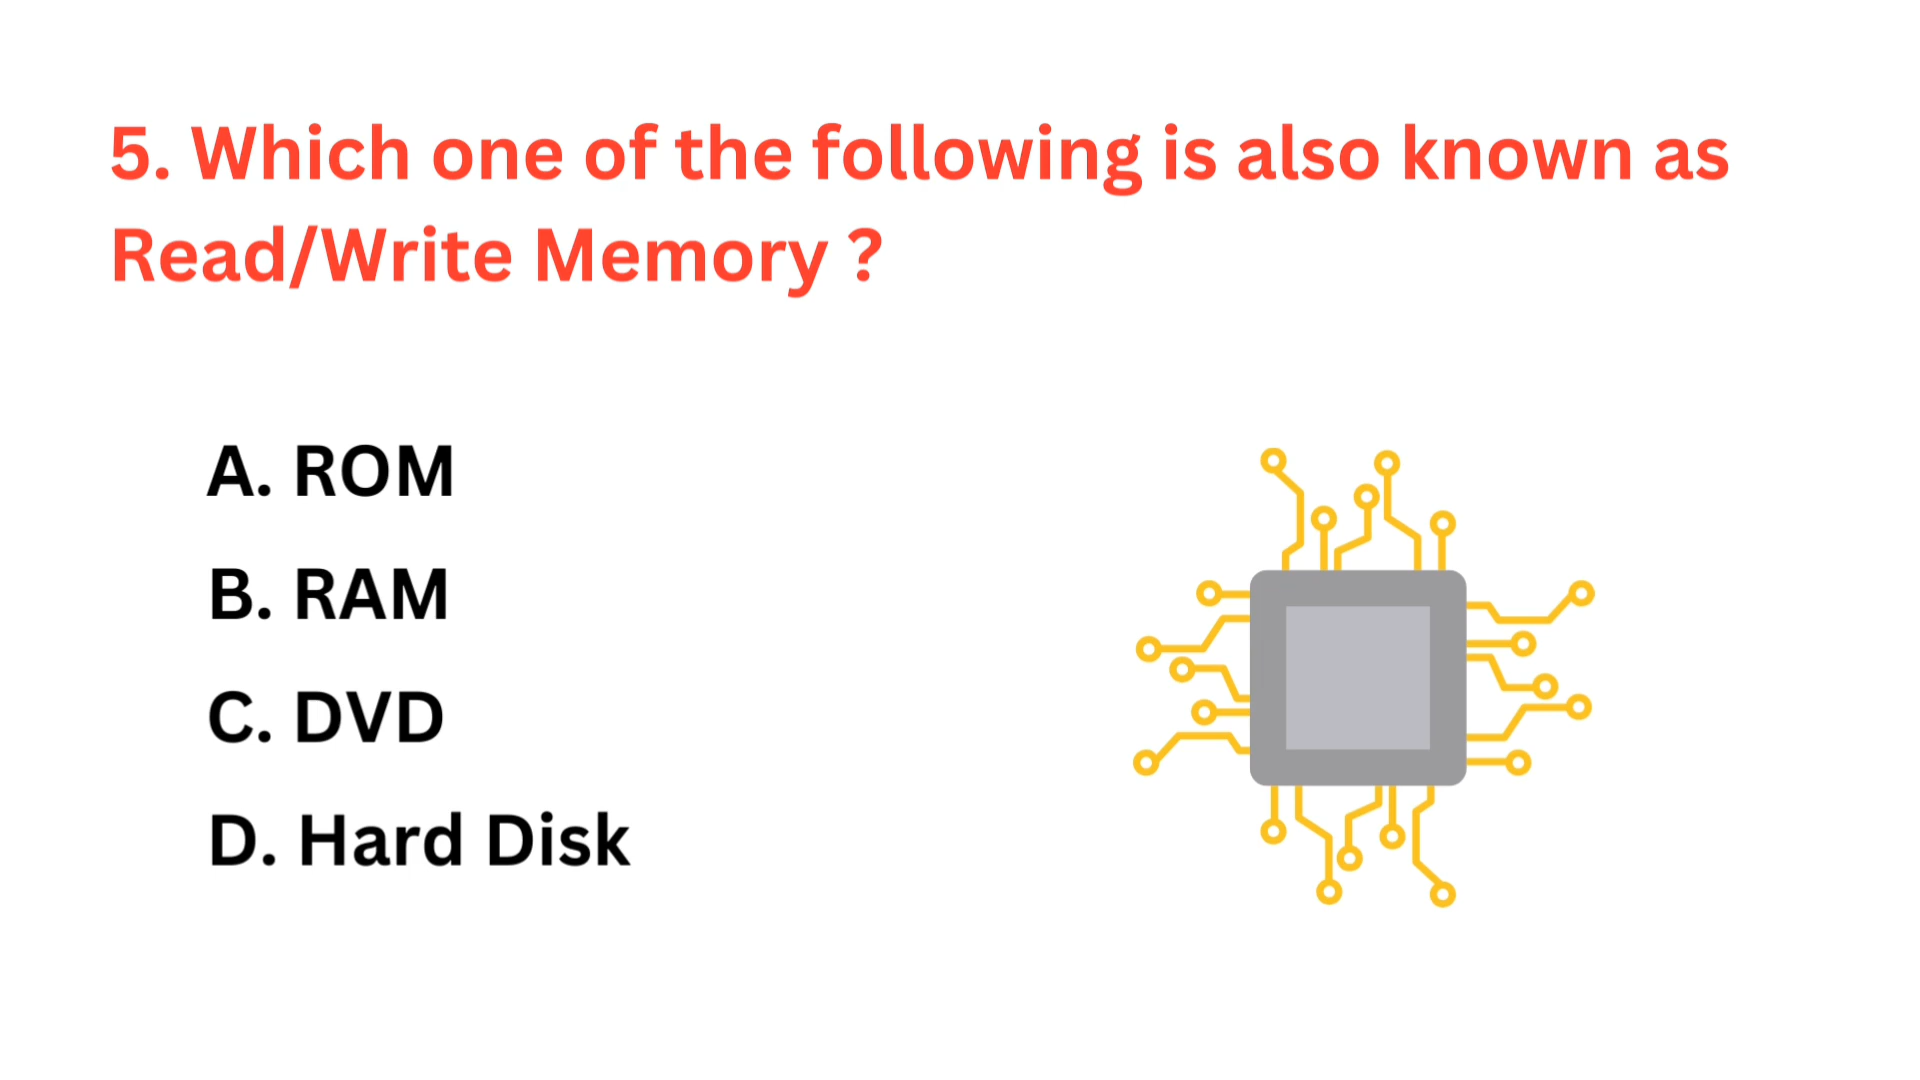 5. Which one of the following is also known as
Read/Write Memory ?
A. ROM
B. RAM
C. DVD
D. Hard Disk